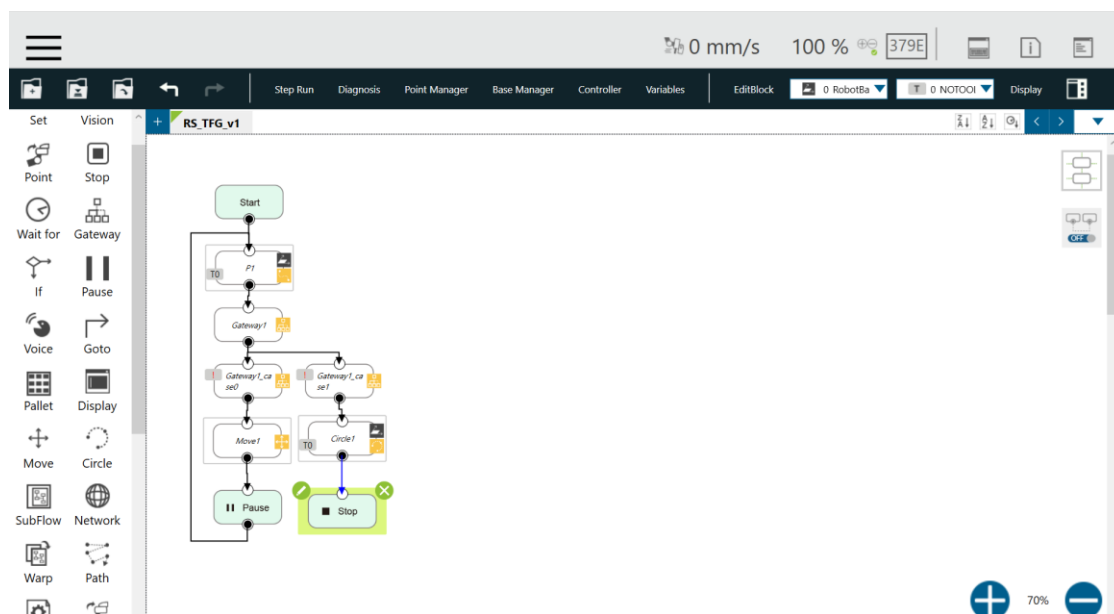 0 mm/s 100 % 379E
Step Run Diagnosis Point Manager Base Manager Controller Variables EditBlock 0 RobotBa T 0 NOTOOl Display
Set Vision
+ RS_TFG_v1
Point Stop
Wait for Gateway
If Pause
Voice Goto
Pallet Display
Move Circle
SubFlow Network
Warp Path
Start
T0 P1
Gateway1
! Gateway1_ca
se0
! Gateway1_ca
se1
Move1
T0 Circle1
Pause
Stop
OFF
70%